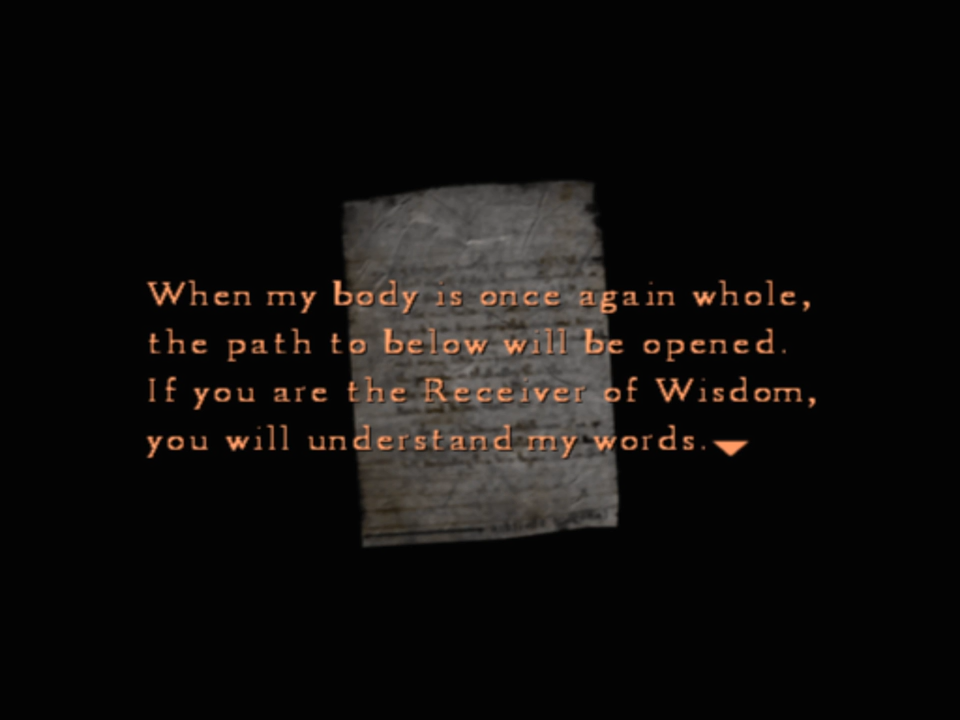 When my body is once again whole,
the path to below will be opened.
If you are the Receiver of Wisdom,
you will understand my words.